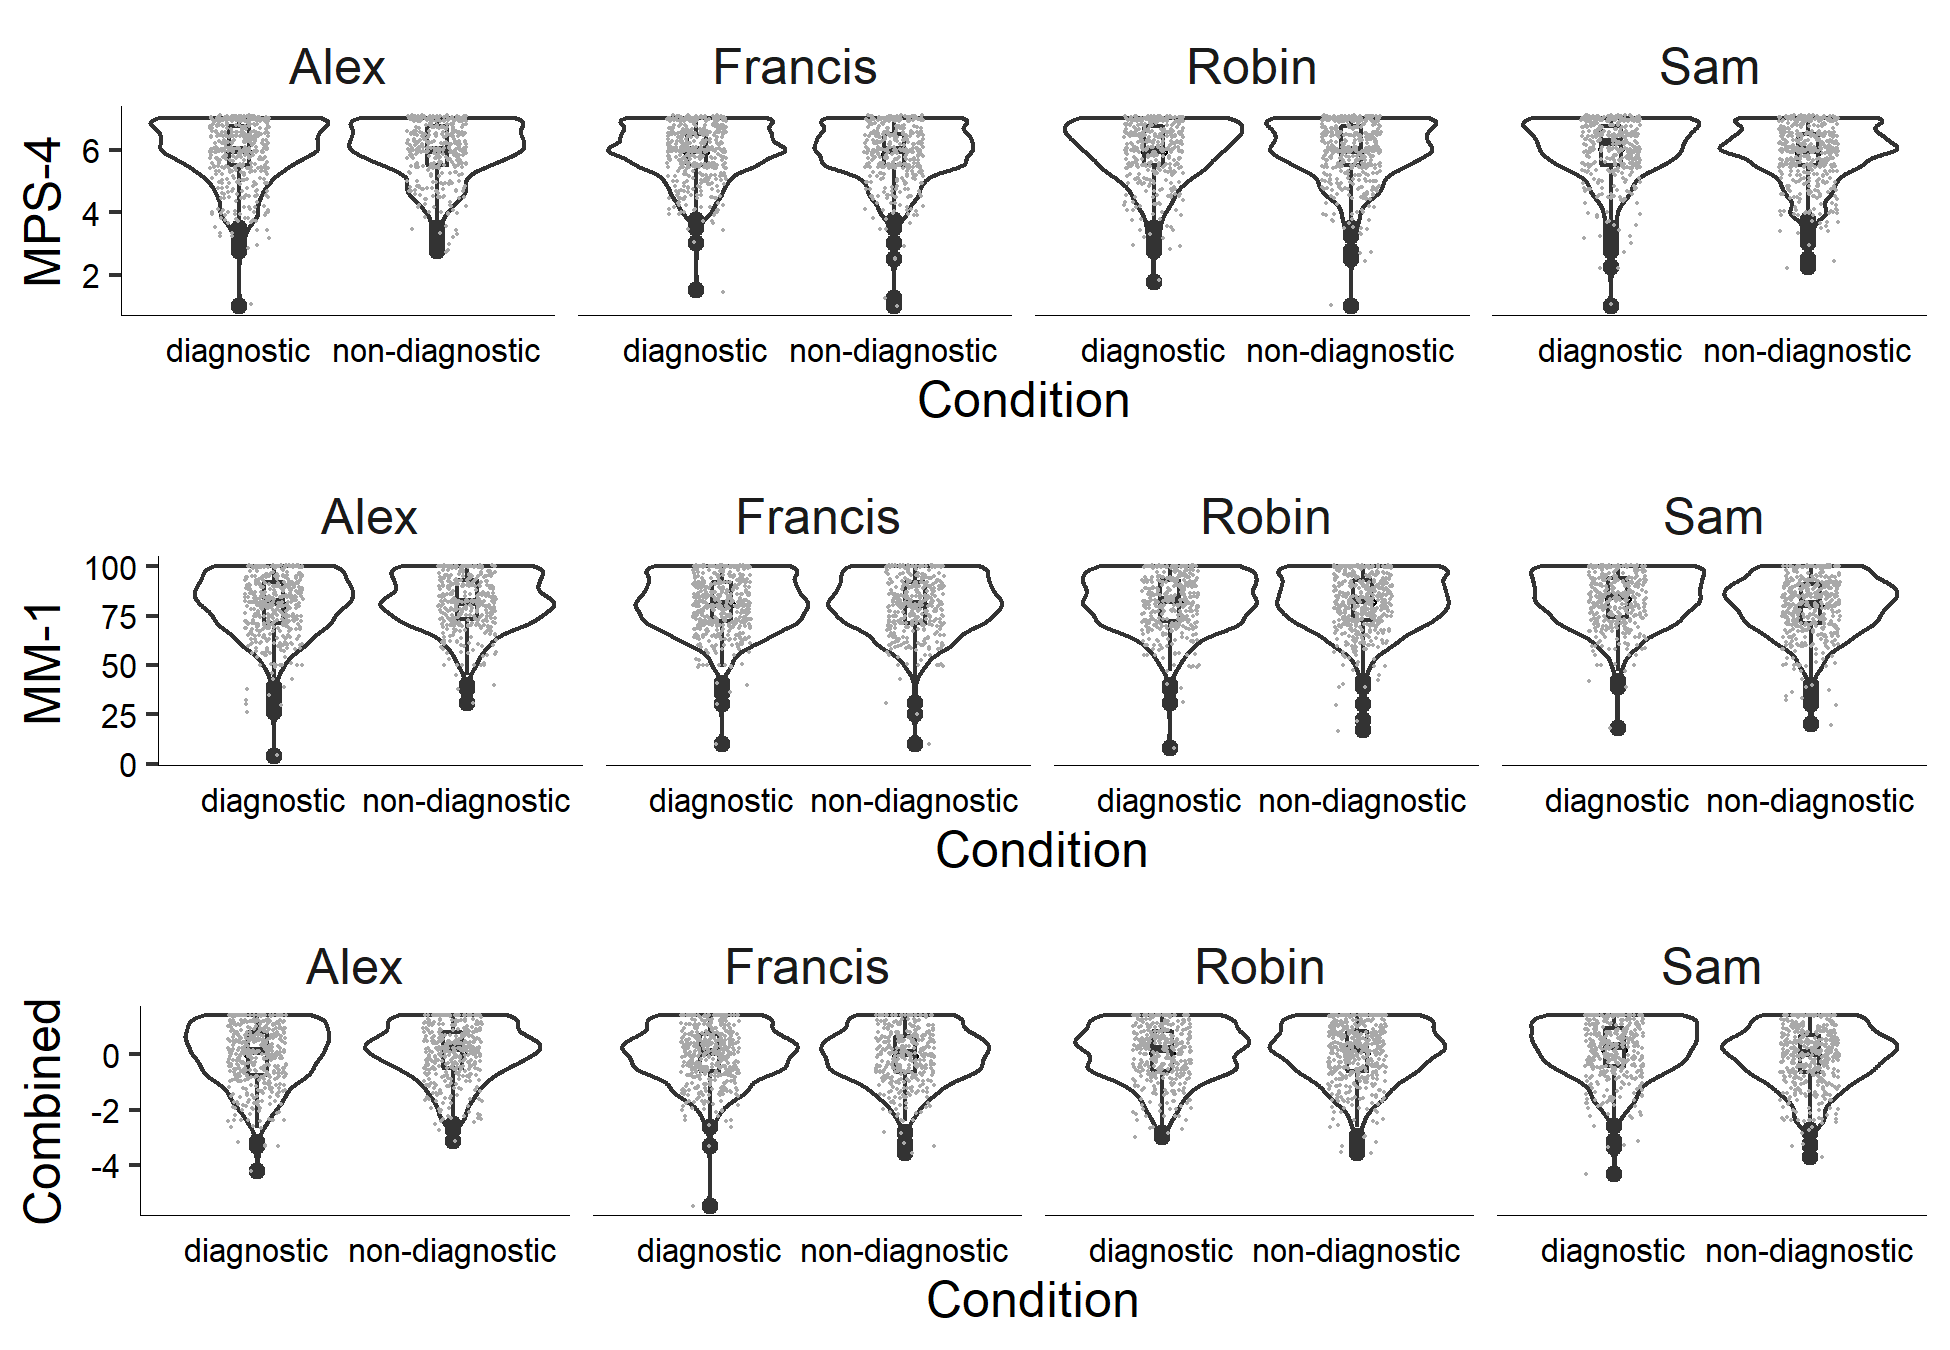 Alex Francis Robin Sam
MPS-4
6
4
2
diagnostic non-diagnostic diagnostic non-diagnostic diagnostic non-diagnostic diagnostic non-diagnostic
Condition
Alex Francis Robin Sam
MM-1
100
75
50
25
0
diagnostic non-diagnostic diagnostic non-diagnostic diagnostic non-diagnostic diagnostic non-diagnostic
Condition
Alex Francis Robin Sam
Combined
0
-2
-4
diagnostic non-diagnostic diagnostic non-diagnostic diagnostic non-diagnostic diagnostic non-diagnostic
Condition